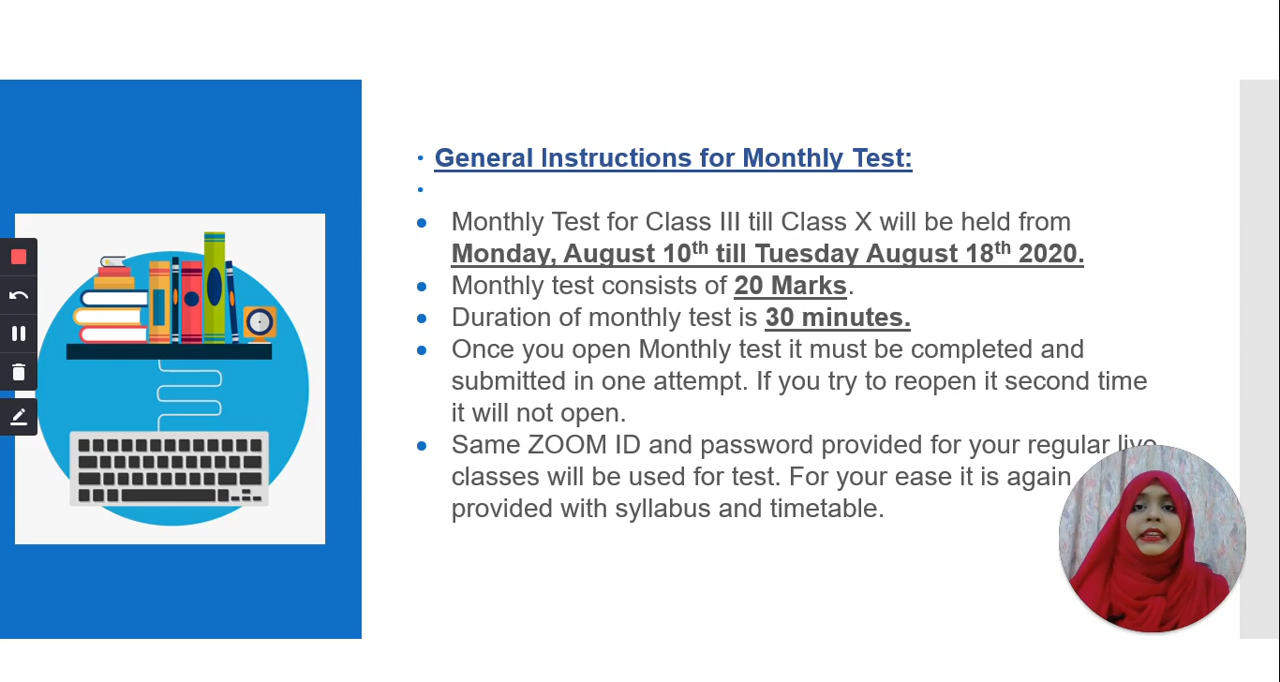 General Instructions for Monthly Test:
Monthly Test for Class III till Class X will be held from
Monday, August 10th till Tuesday August 18th 2020.
Monthly test consists of 20 Marks.
Duration of monthly test is 30 minutes.
Once you open Monthly test it must be completed and
submitted in one attempt. If you try to reopen it second time
it will not open.
Same ZOOM ID and password provided for your regular live
classes will be used for test. For your ease it is again
provided with syllabus and timetable.